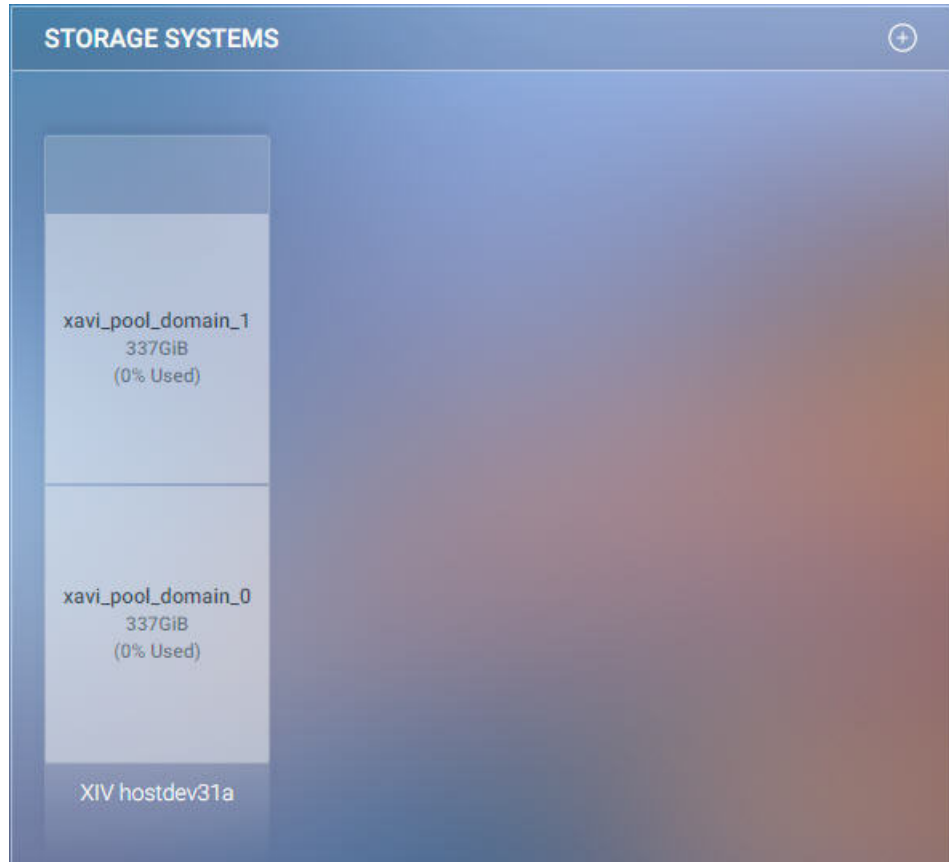 STORAGE SYSTEMS
xavi_pool_domain_1
337GiB
(0% Used)
xavi_pool_domain_0
337GiB
(0% Used)
XIV hostdev31a